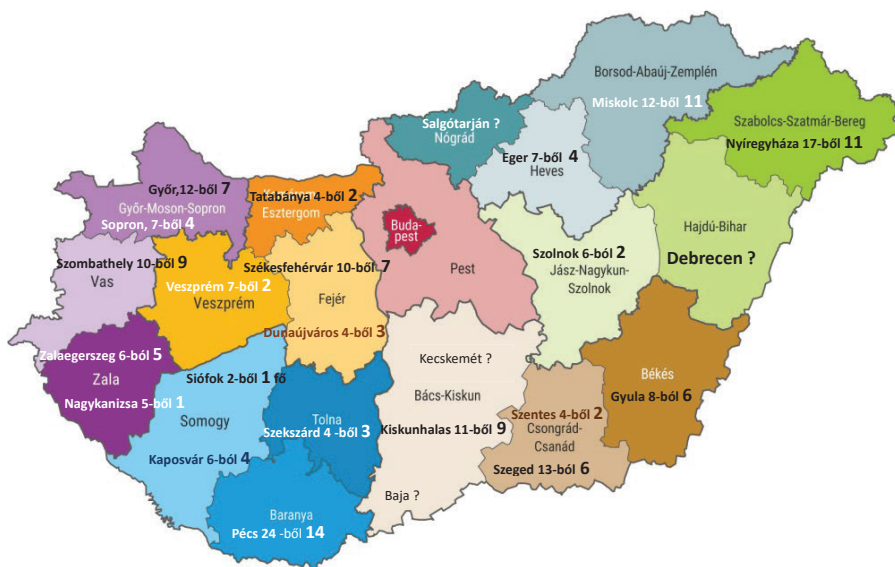 Borsod-Abaúj-Zemplén
Miskolc 12-ből 11
Szabolcs-Szatmár-Bereg
Nyíregyháza 17-ből 11
Salgótarján ?
Nógrád
Eger 7-ből 4
Heves
Győr,12-ből 7
Győr-Moson-Sopron
Sopron, 7-ből 4
Tatabánya 4-ből 2
Esztergom
Buda-
pest
Pest
Hajdú-Bihar
Debrecen ?
Szolnok 6-ból 2
Jász-Nagykun-
Szolnok
Szombathely 10-ből 9
Vas
Veszprém 7-ből 2
Veszprém
Székesfehérvár 10-ből 7
Fejér
Dunaújváros 4-ből 3
Zalaegerszeg 6-ból 5
Zala
Nagykanizsa 5-ből 1
Siófok 2-ből 1 fő
Somogy
Kaposvár 6-ból 4
Tolna
Szekszárd 4 -ből 3
Kecskemét ?
Bács-Kiskun
Kiskunhalas 11-ből 9
Baja ?
Békés
Gyula 8-ból 6
Szentes 4-ből 2
Csongrád-
Csanád
Szeged 13-ból 6
Baranya
Pécs 24 -ből 14